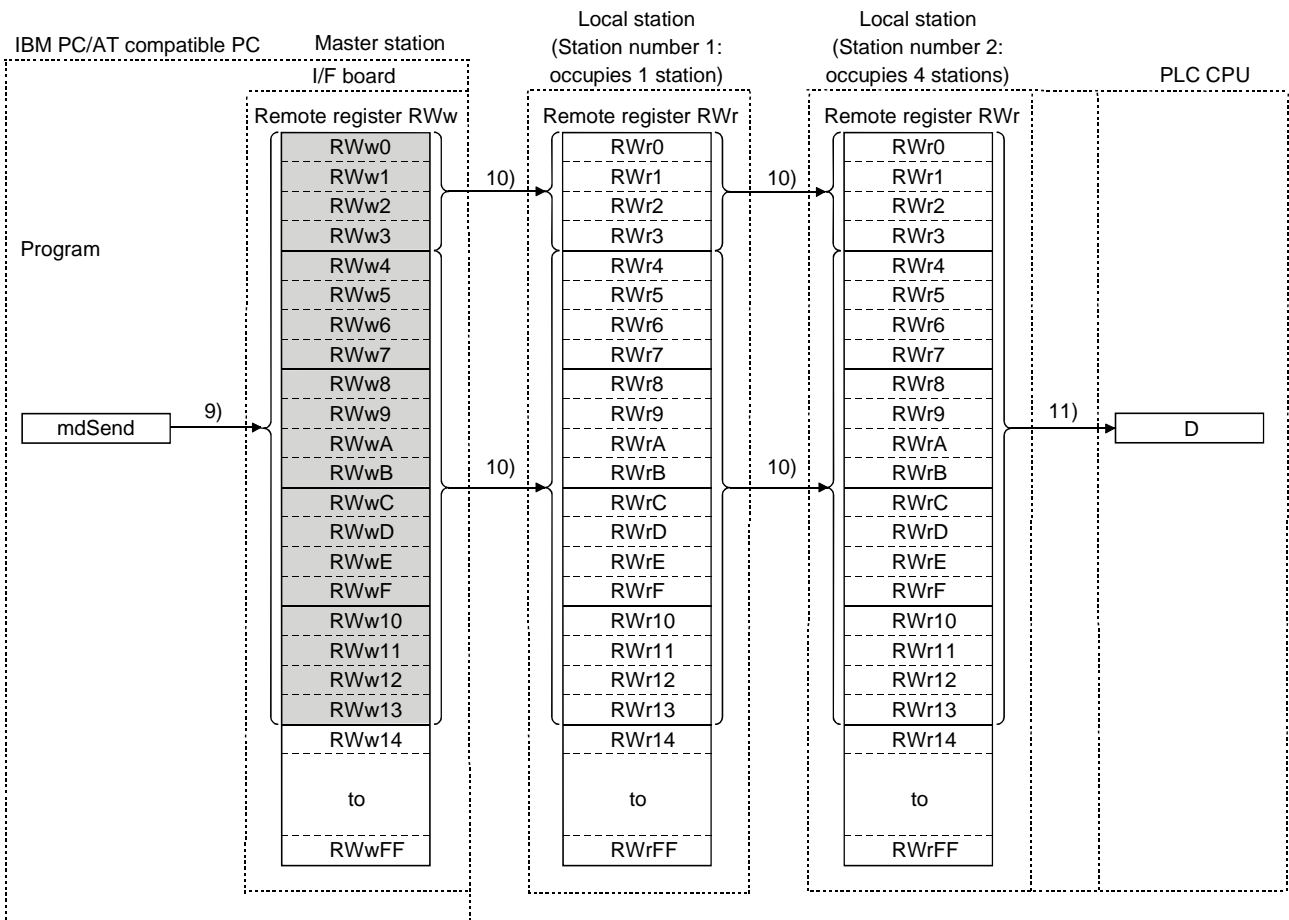 IBM PC/AT compatible PC
Master station
I/F board
Local station
(Station number 1:
occupies 1 station)
Local station
(Station number 2:
occupies 4 stations)
PLC CPU
Remote register RWw
Remote register RWr
Remote register RWr
RWw0 RWr0 RWr0
RWw1 10) RWr1 10) RWr1
RWw2 RWr2 RWr2
RWw3 RWr3 RWr3
Program
RWw4 RWr4 RWr4
RWw5 RWr5 RWr5
RWw6 RWr6 RWr6
RWw7 RWr7 RWr7
RWw8 RWr8 RWr8
RWw9 RWr9 RWr9
mdSend 9) 11) D
RWwA RWrA RWrA
RWwB 10) RWrB 10) RWrB
RWwC RWrC RWrC
RWwD RWrD RWrD
RWwE RWrE RWrE
RWwF RWrF RWrF
RWw10 RWr10 RWr10
RWw11 RWr11 RWr11
RWw12 RWr12 RWr12
RWw13 RWr13 RWr13
RWw14 RWr14 RWr14
to to to
RWwFF RWrFF RWrFF